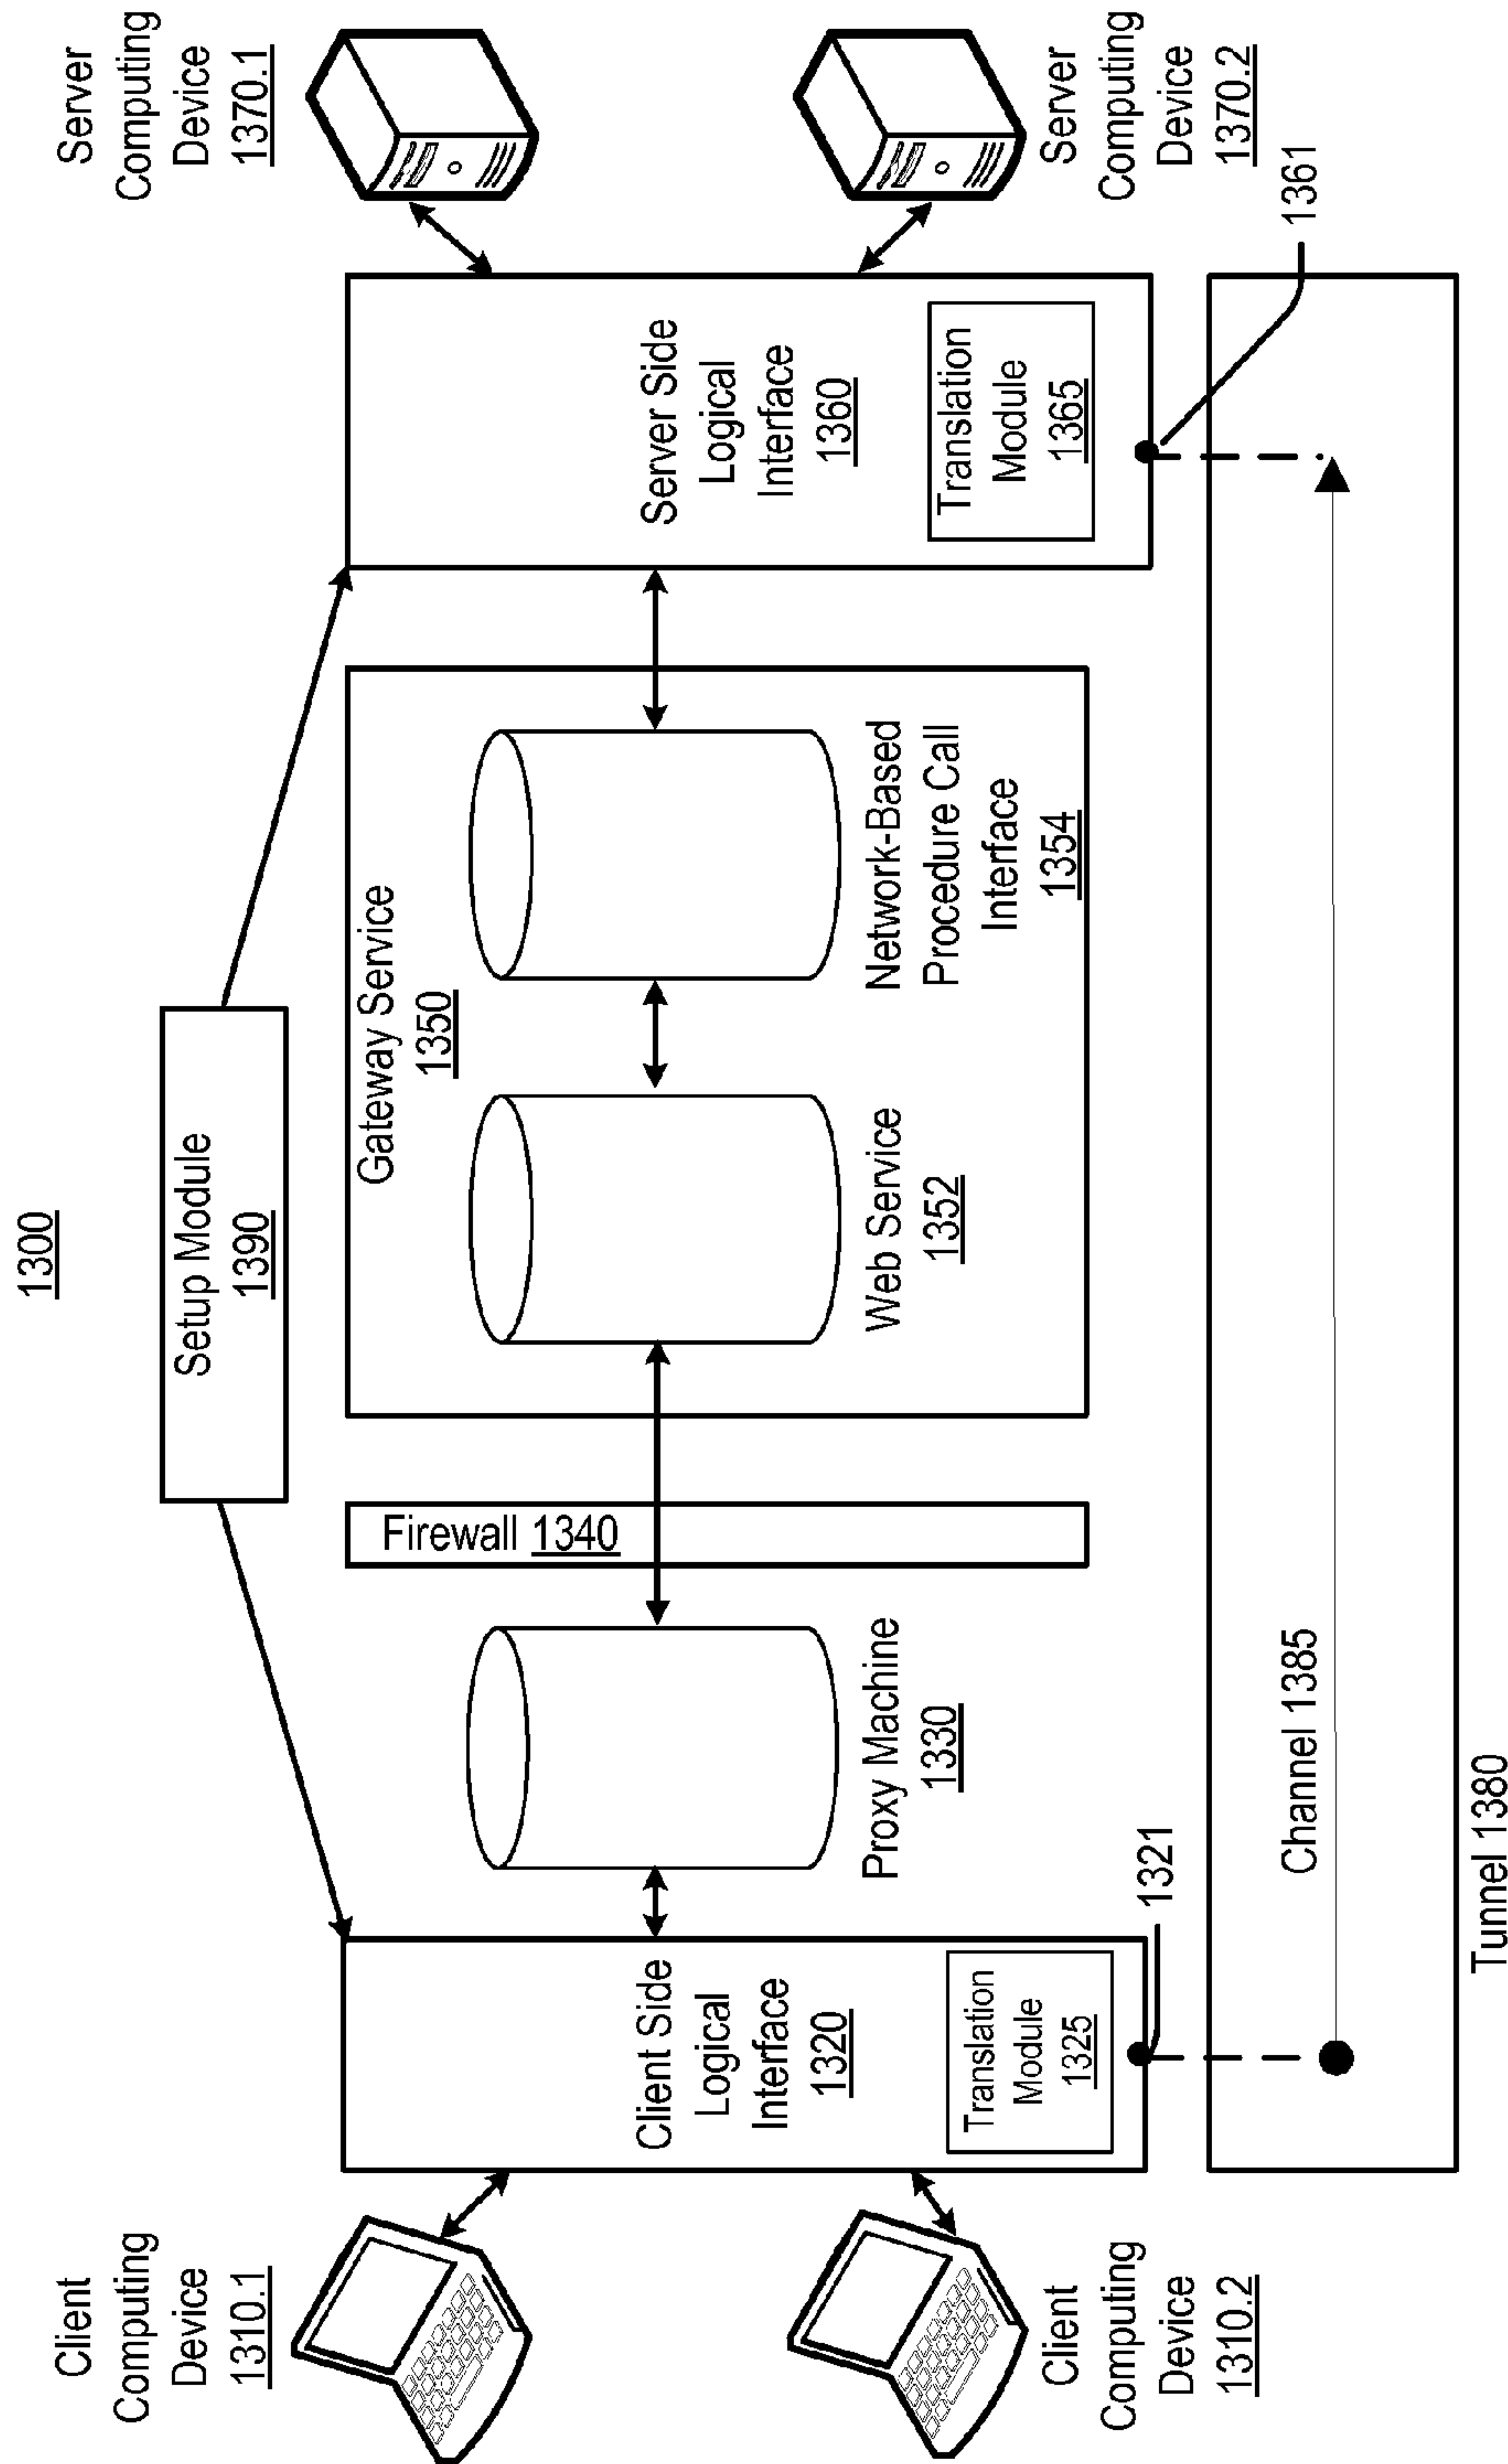 1300
Setup Module
1390
Client
Computing
Device
1310.1
Client
Computing
Device
1310.2
Client Side
Logical
Interface
1320
Translation
Module
1325
1321
Proxy Machine
1330
Firewall 1340
Gateway Service
1350
Web Service
1352
Network-Based
Procedure Call
Interface
1354
Server Side
Logical
Interface
1360
Translation
Module
1365
1361
Server
Computing
Device
1370.1
Server
Computing
Device
1370.2
Channel 1385
Tunnel 1380